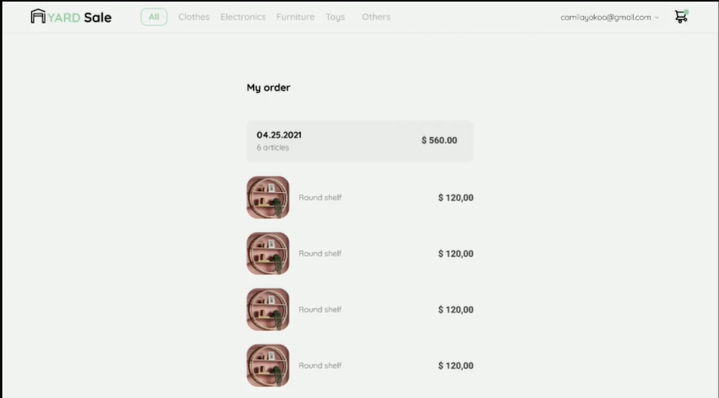 YARD Sale All Clothes Electronics Furniture Toys Others camilayokoo@gmail.com
My order
04.25.2021
6 articles
$ 560.00
Round shelf $ 120,00
Round shelf $ 120,00
Round shelf $ 120,00
Round shelf $ 120,00